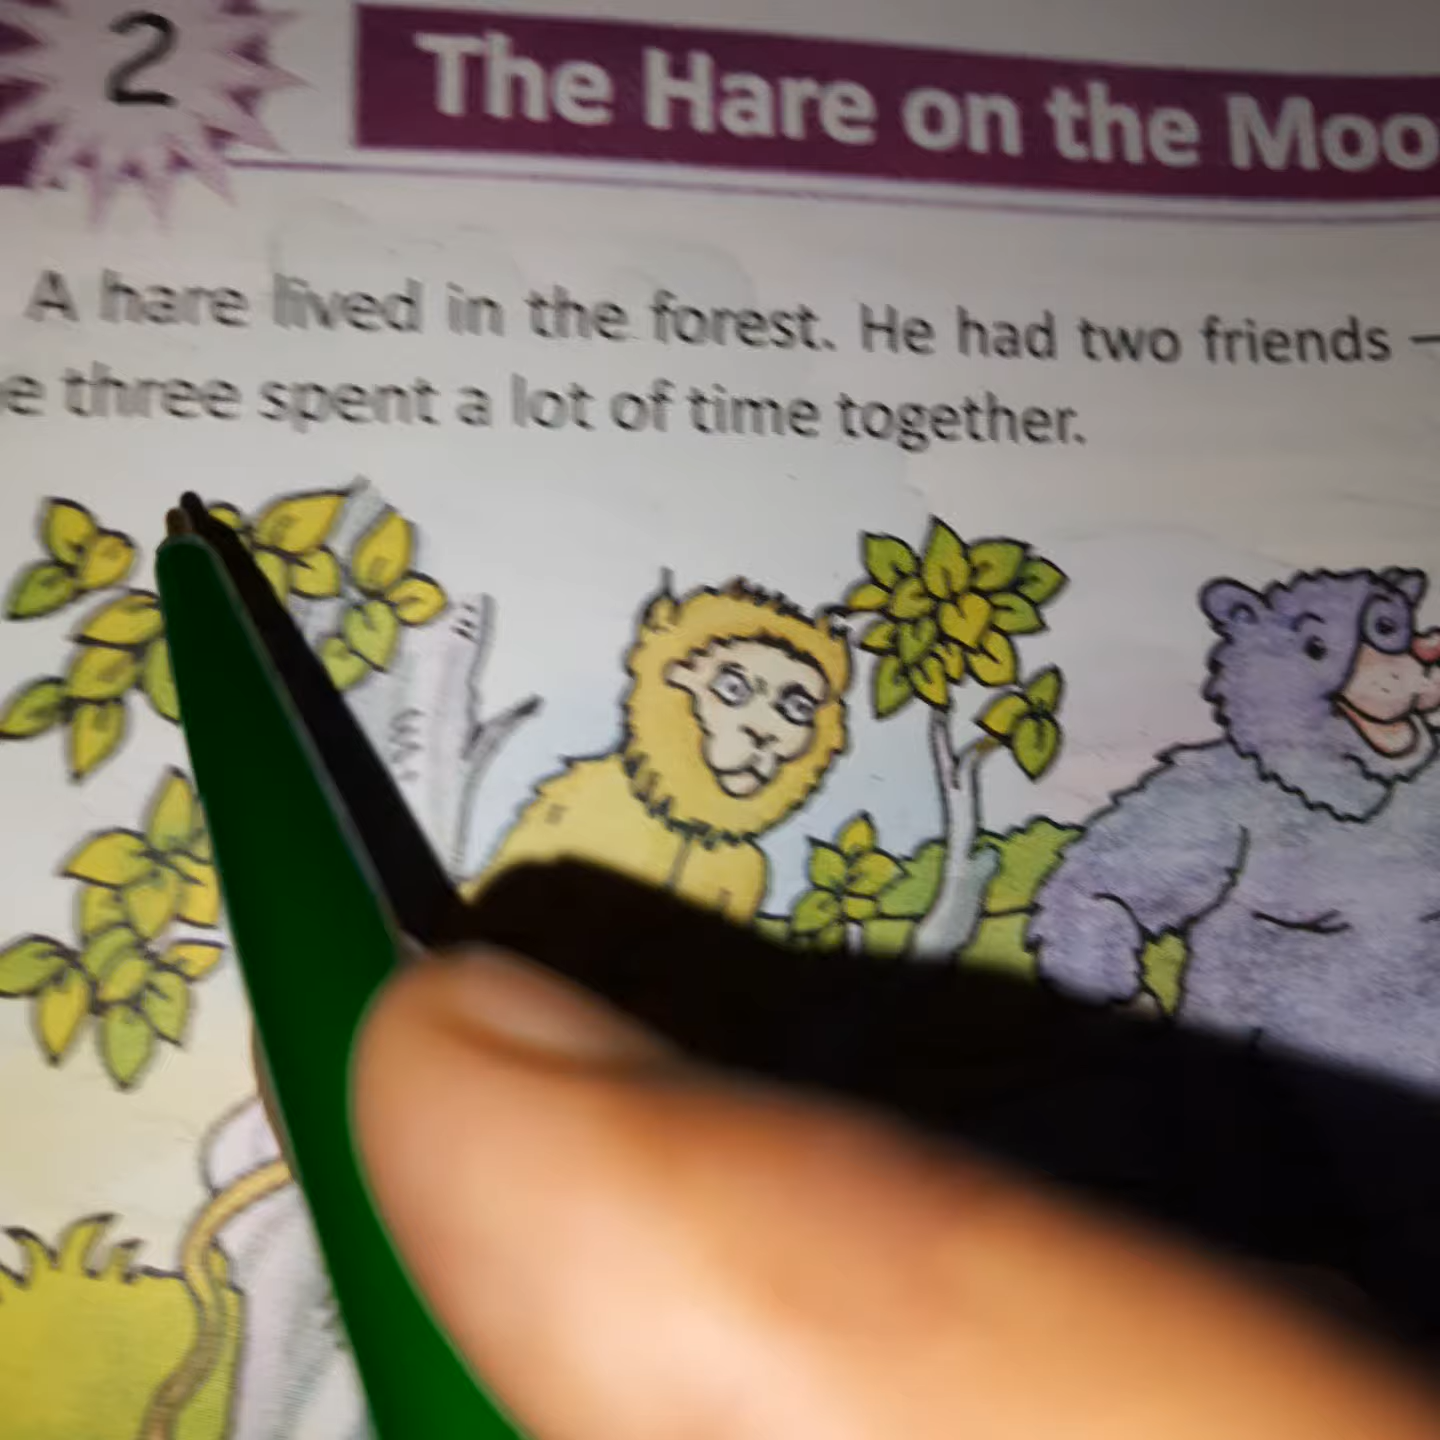 2
The Hare on the Moo
A hare lived in the forest. He had two friends –
e three spent a lot of time together.